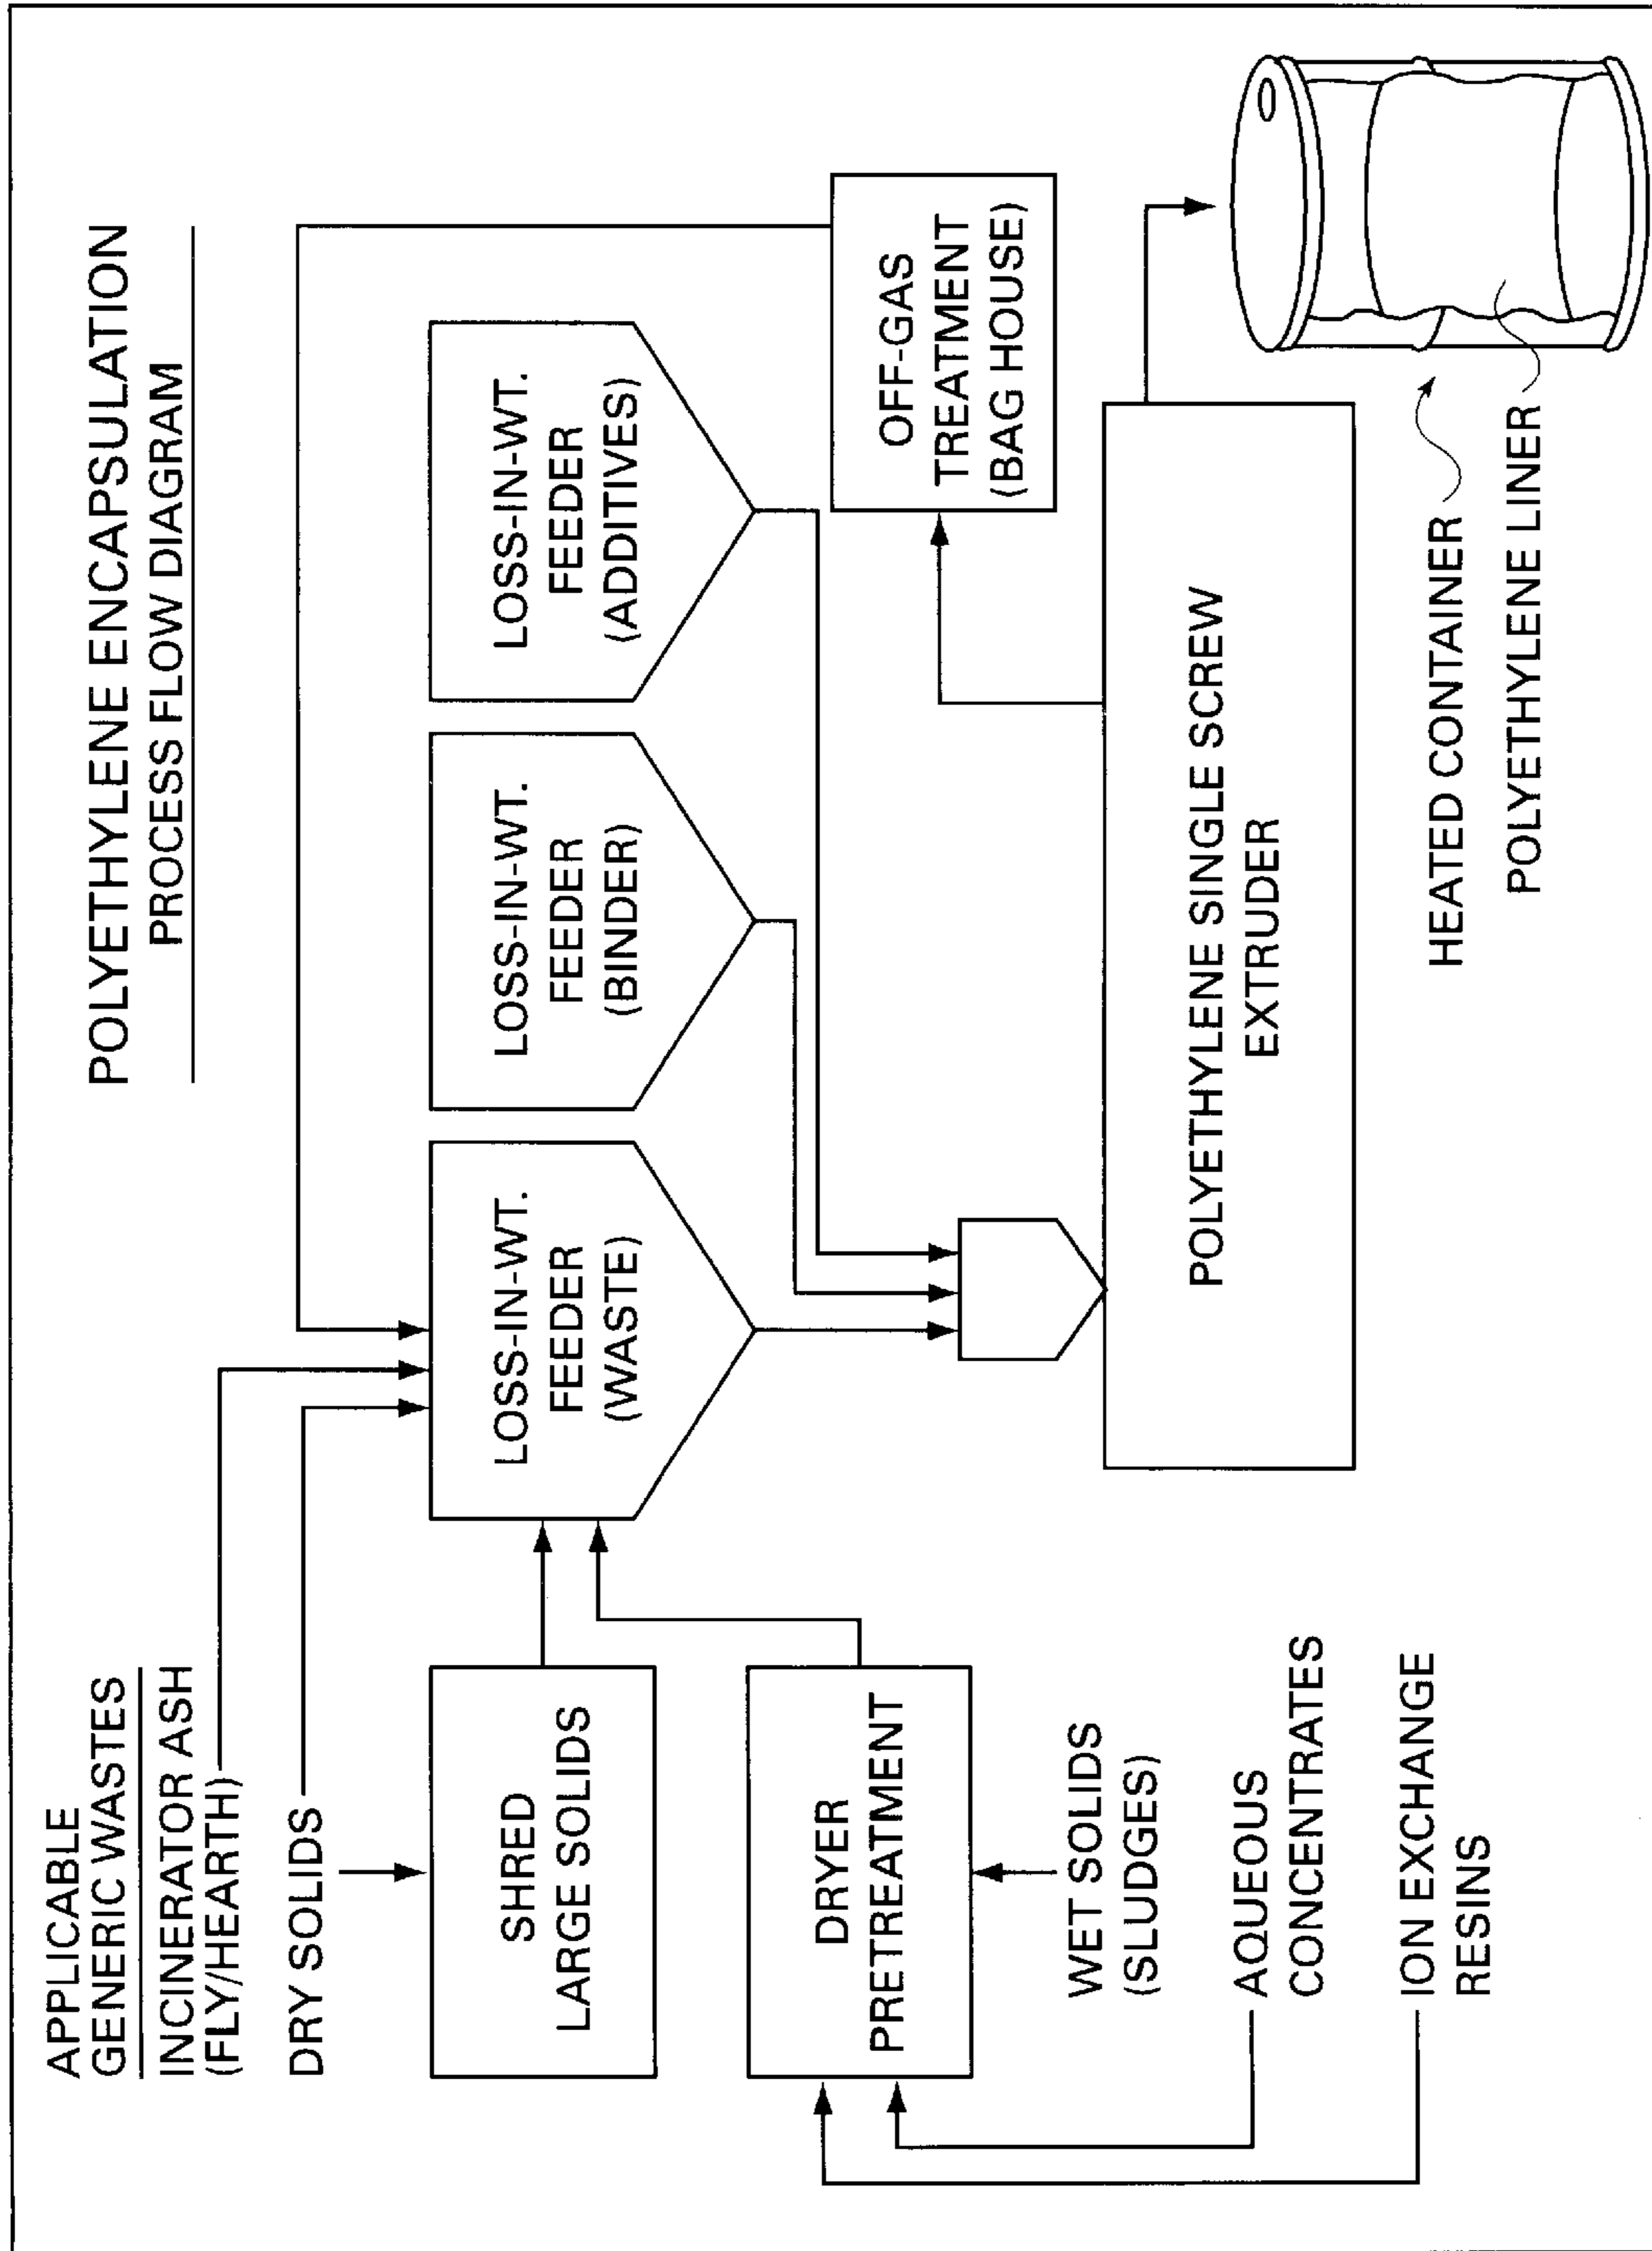 POLYETHYLENE ENCAPSULATION
PROCESS FLOW DIAGRAM
APPLICABLE
GENERIC WASTES
INCINERATOR ASH
(FLY/HEARTH)
DRY SOLIDS
SHRED
LARGE SOLIDS
DRYER
PRETREATMENT
WET SOLIDS
(SLUDGES)
AQUEOUS
CONCENTRATES
ION EXCHANGE
RESINS
LOSS-IN-WT.
FEEDER
(WASTE)
LOSS-IN-WT.
FEEDER
(BINDER)
LOSS-IN-WT.
FEEDER
(ADDITIVES)
OFF-GAS
TREATMENT
(BAG HOUSE)
POLYETHYLENE SINGLE SCREW
EXTRUDER
HEATED CONTAINER
POLYETHYLENE LINER